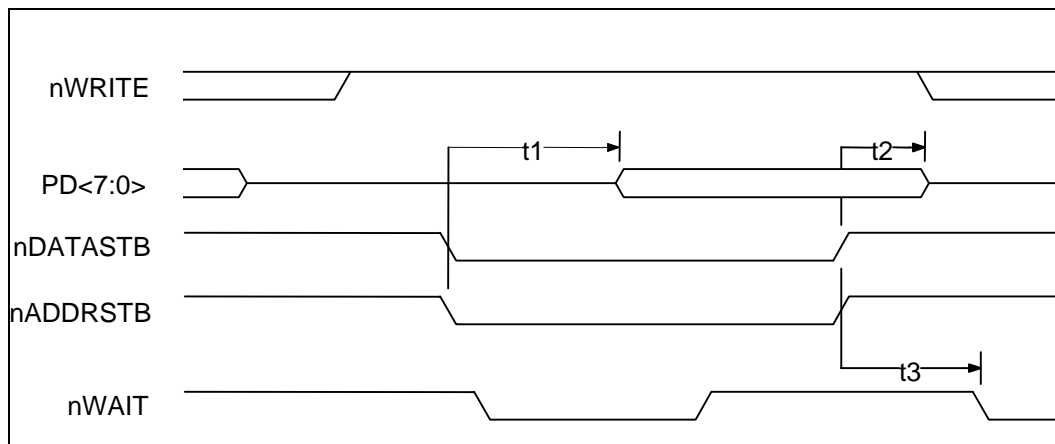 nWRITE
t1
t2
PD<7:0>
nDATASTB
nADDRSTB
t3
nWAIT